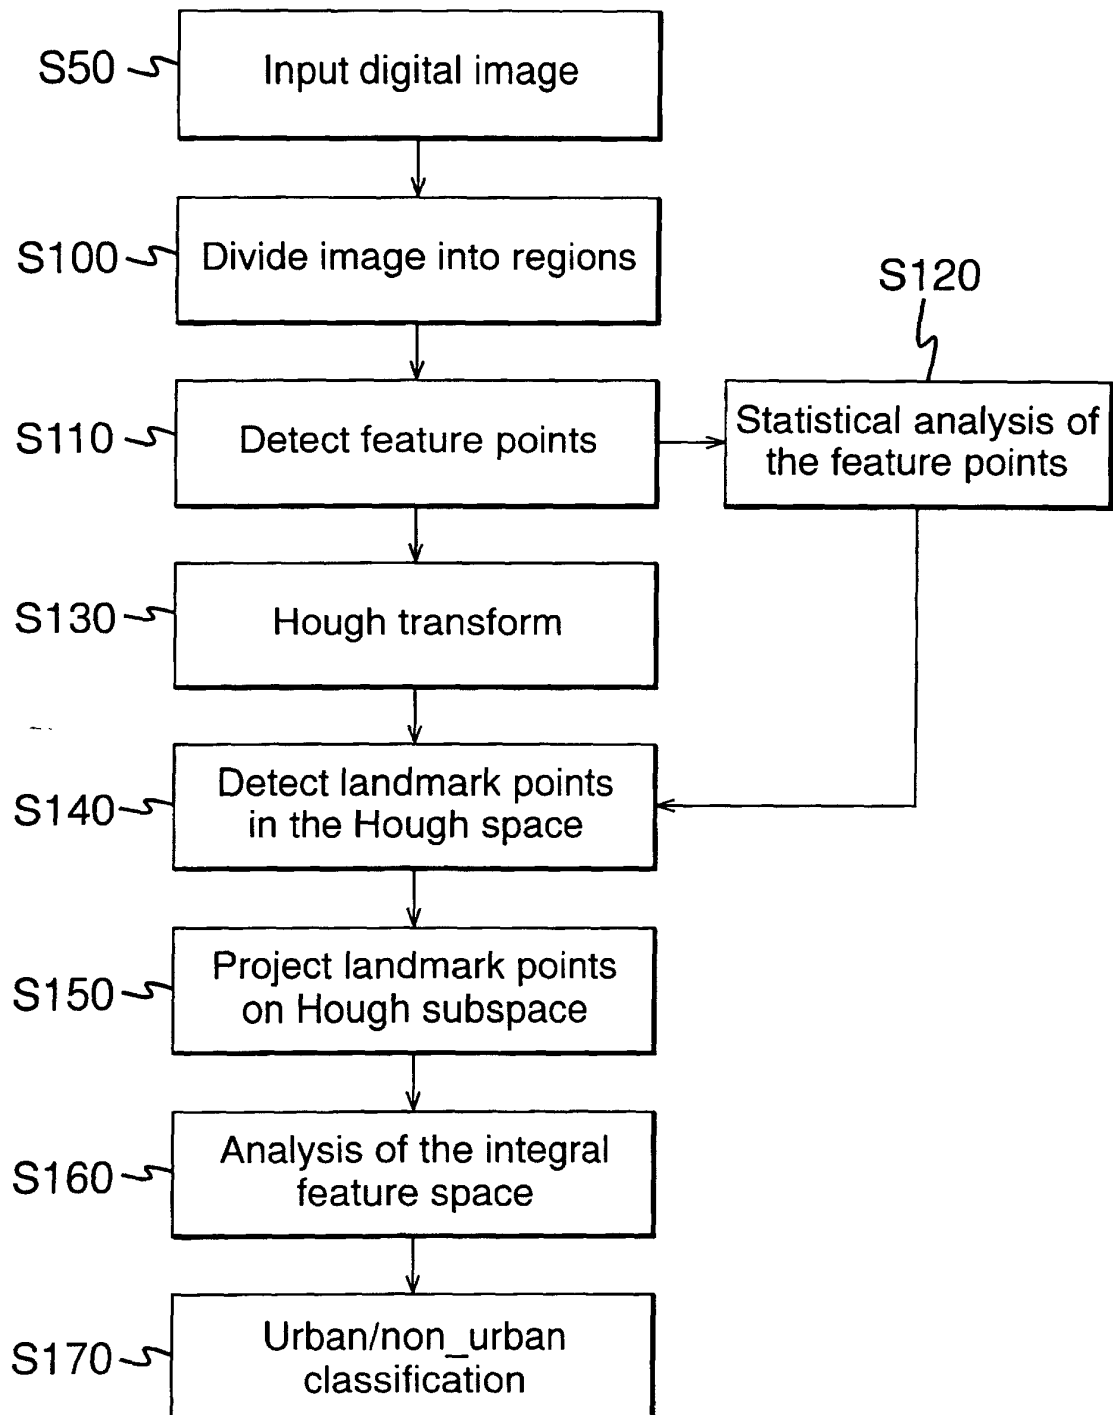 S50
Input digital image
S100
Divide image into regions
S120
S110
Detect feature points
Statistical analysis of
the feature points
S130
Hough transform
S140
Detect landmark points
in the Hough space
S150
Project landmark points
on Hough subspace
S160
Analysis of the integral
feature space
S170
Urban/non_urban
classification